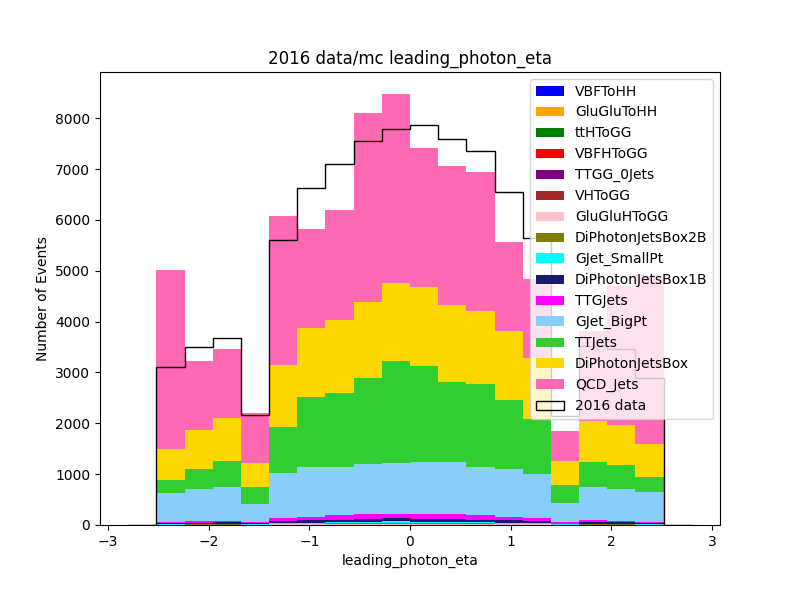 2016 data/mc leading_photon_eta
Number of Events
8000
7000
6000
5000
4000
3000
2000
1000
0
−3
−2
−1
0
1
2
3
leading_photon_eta
VBFToHH
GluGluToHH
ttHToGG
VBFHToGG
TTGG_0Jets
VHToGG
GluGluHToGG
DiPhotonJetsBox2B
GJet_SmallPt
DiPhotonJetsBox1B
TTGJets
GJet_BigPt
TTJets
DiPhotonJetsBox
QCD_Jets
2016 data